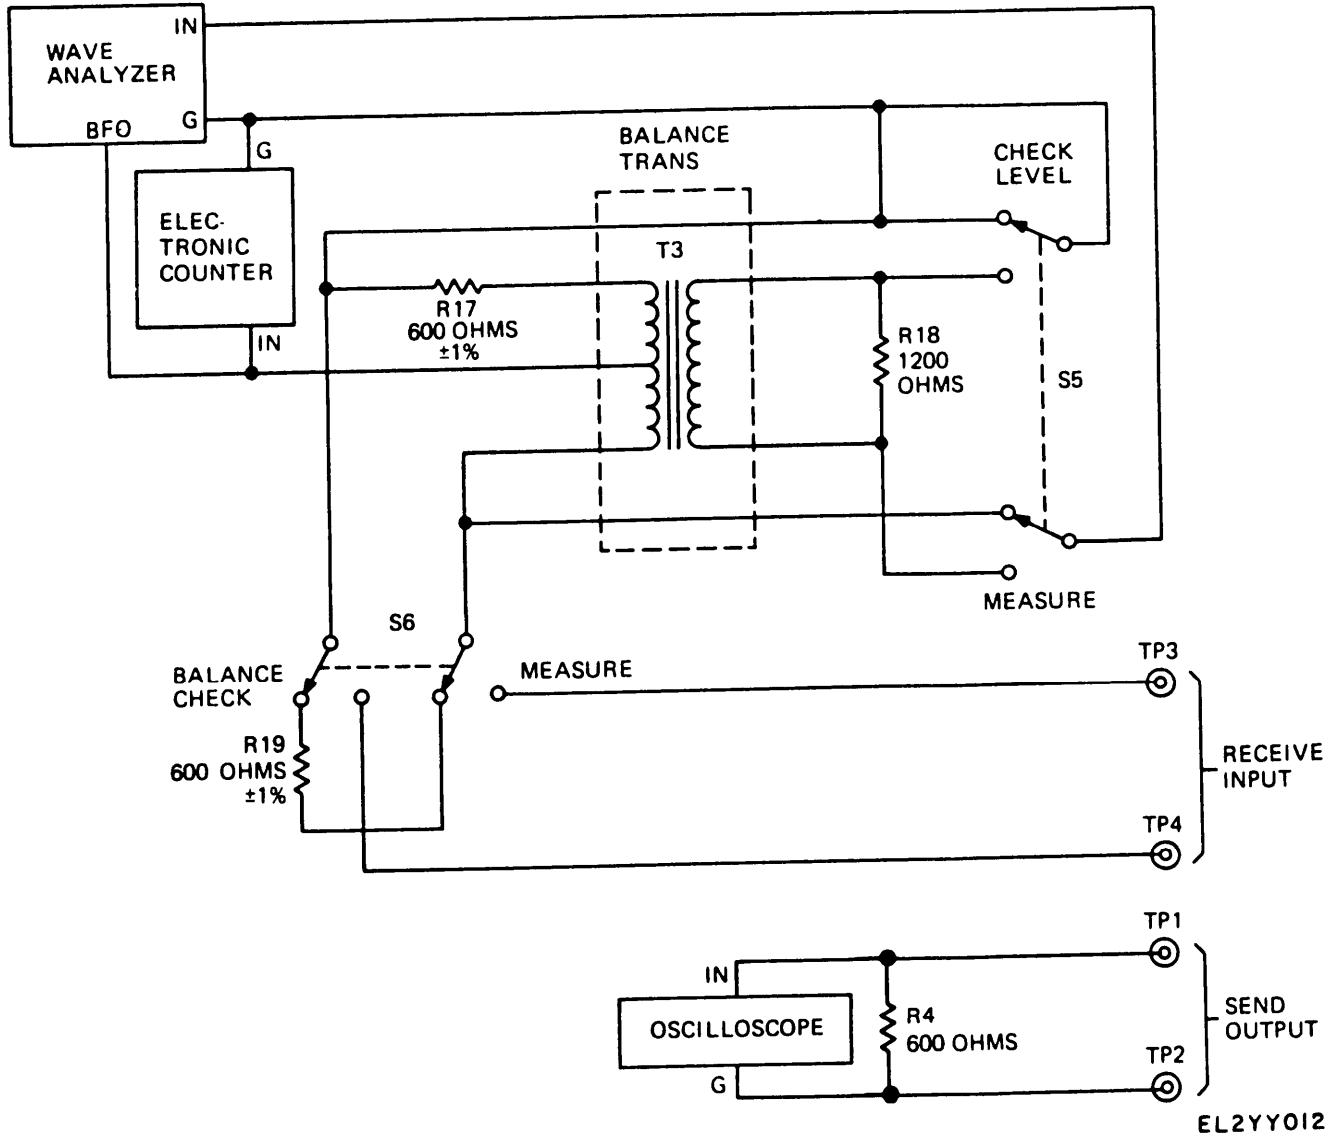 IN
WAVE
ANALYZER
BFO
G
G
BALANCE
TRANS
CHECK
LEVEL
ELEC-
TRONIC
COUNTER
T3
R17
600 OHMS
±1%
IN
R18
1200
OHMS
S5
S6
MEASURE
BALANCE
CHECK
MEASURE
TP3
R19
600 OHMS
±1%
RECEIVE
INPUT
TP4
TP1
IN
OSCILLOSCOPE
R4
600 OHMS
SEND
OUTPUT
TP2
G
EL2YY012